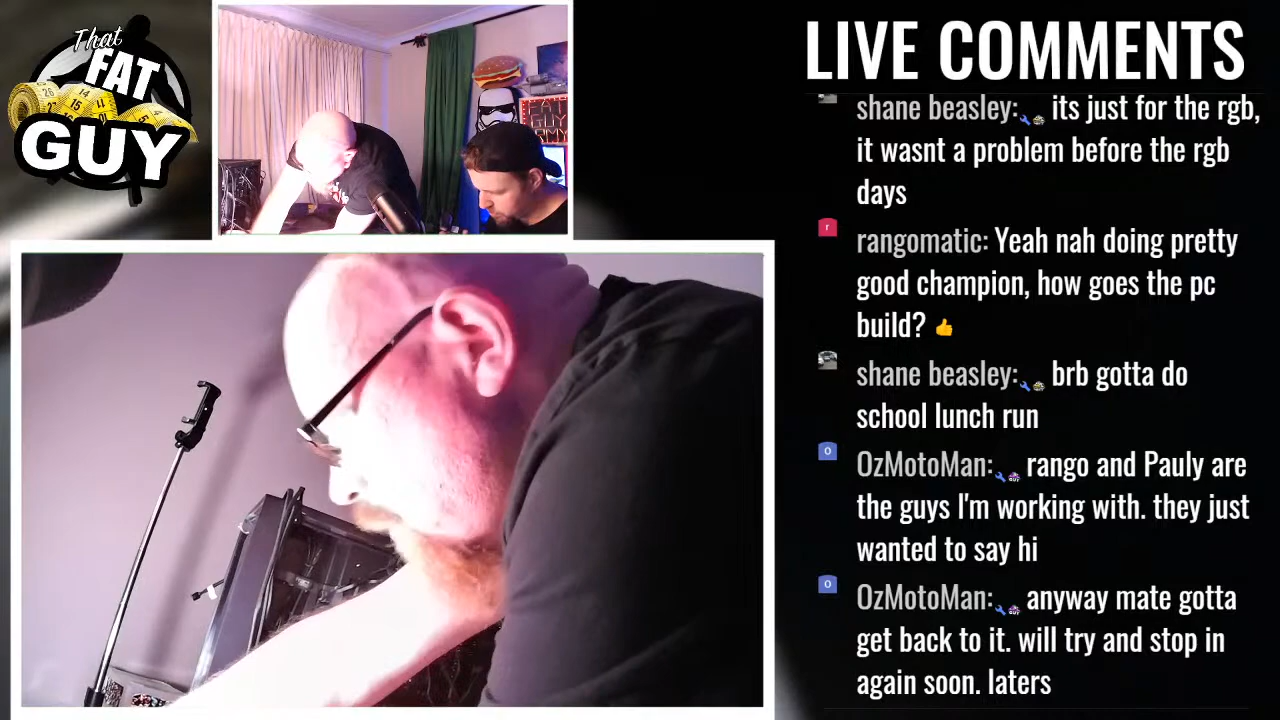 That
FAT
GUY
FAT
GUY
LIVE COMMENTS
shane beasley: its just for the rgb,
it wasnt a problem before the rgb
days
rangomatic: Yeah nah doing pretty
good champion, how goes the pc
build? 👍
shane beasley: brb gotta do
school lunch run
OzMotoMan: rango and Pauly are
the guys I'm working with. they just
wanted to say hi
OzMotoMan: anyway mate gotta
get back to it. will try and stop in
again soon. laters